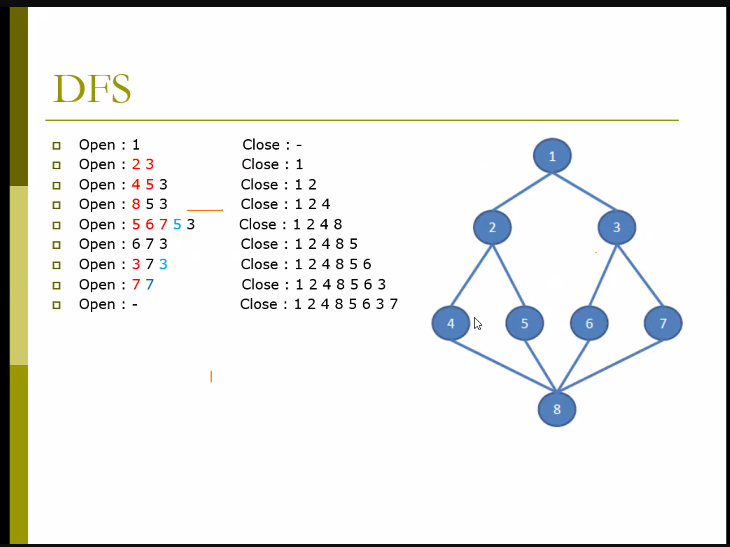 DFS
Open : 1 Close : -
Open : 2 3 Close : 1
Open : 4 5 3 Close : 1 2
Open : 8 5 3 Close : 1 2 4
Open : 5 6 7 5 3 Close : 1 2 4 8
Open : 6 7 3 Close : 1 2 4 8 5
Open : 3 7 3 Close : 1 2 4 8 5 6
Open : 7 7 Close : 1 2 4 8 5 6 3
Open : - Close : 1 2 4 8 5 6 3 7
1
2 3
4 5 6 7
8